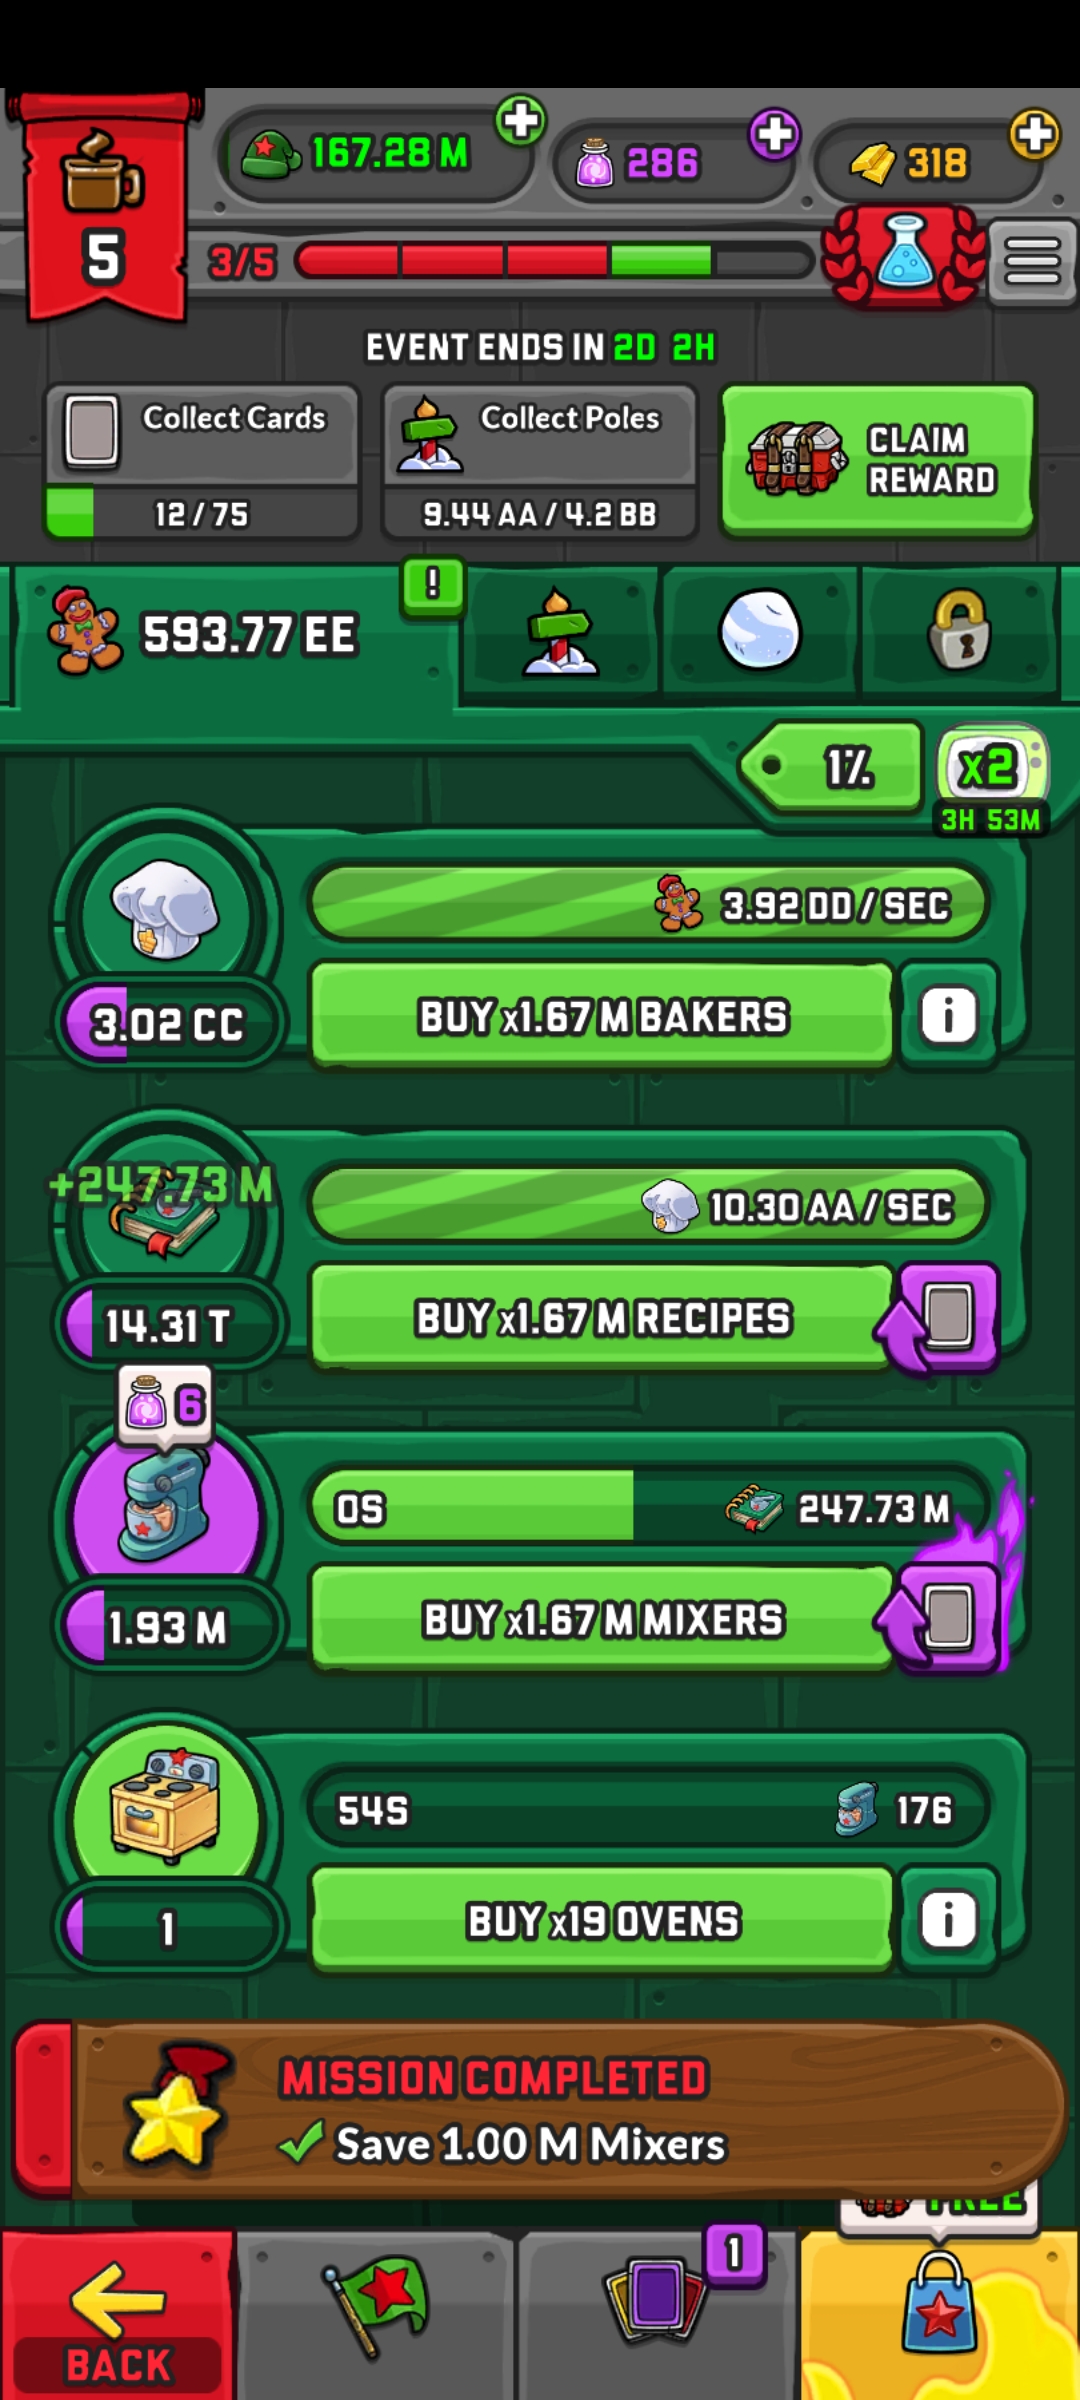 167.28 M
286
318
5
3/5
EVENT ENDS IN 2D 2H
Collect Cards
12 / 75
Collect Poles
9.44 AA / 4.2 BB
CLAIM
REWARD
593.77 EE
!
1%
x2
3H 53M
3.92 DD / SEC
3.02 CC
BUY x1.67 M BAKERS
i
+247.73 M
10.30 AA / SEC
14.31 T
BUY x1.67 M RECIPES
6
0S
247.73 M
1.93 M
BUY x1.67 M MIXERS
54S
176
1
BUY x19 OVENS
i
MISSION COMPLETED
Save 1.00 M Mixers
FREE
1
BACK